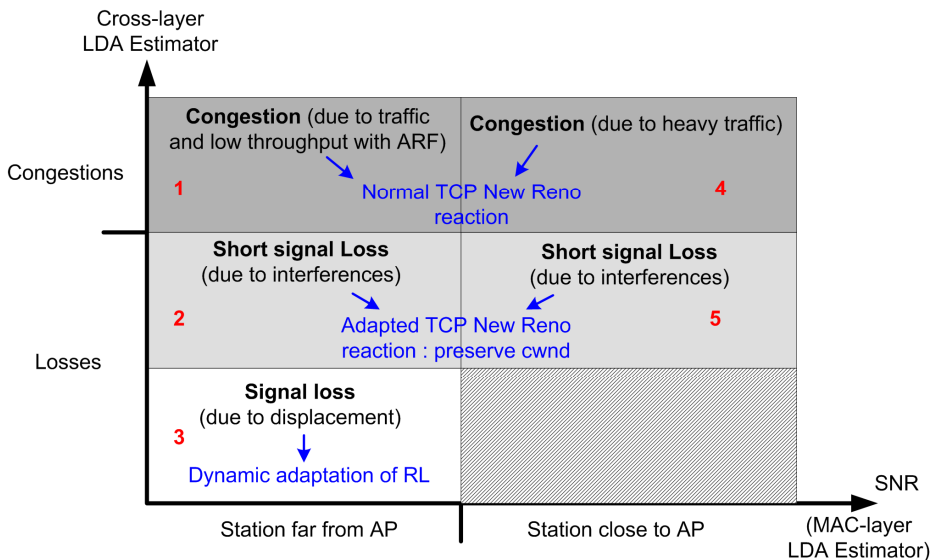 Cross-layer
LDA Estimator
Congestions
Losses
Congestion (due to traffic
and low throughput with ARF)
1
Congestion (due to heavy traffic)
4
Normal TCP New Reno
reaction
Short signal Loss
(due to interferences)
2
Short signal Loss
(due to interferences)
5
Adapted TCP New Reno
reaction : preserve cwnd
Signal loss
(due to displacement)
3
Dynamic adaptation of RL
Station far from AP
Station close to AP
SNR
(MAC-layer
LDA Estimator)